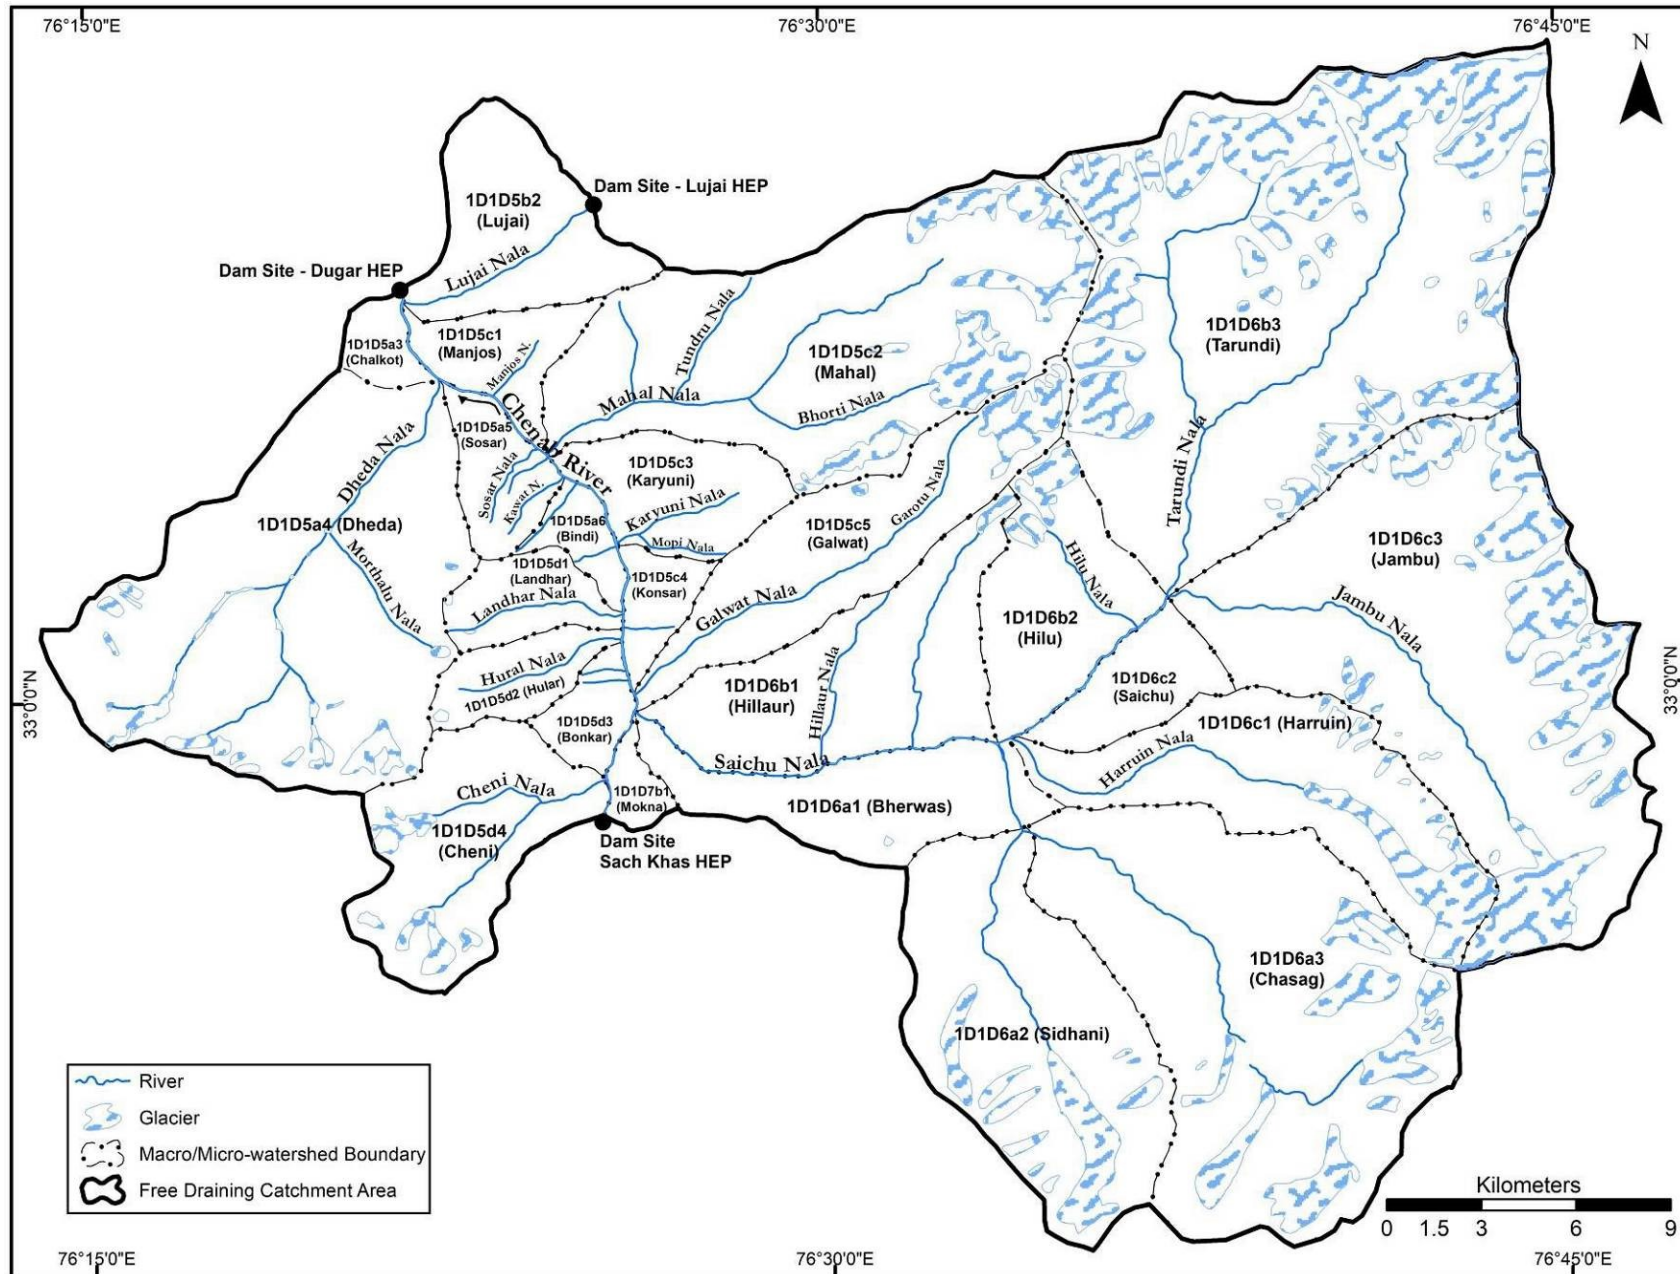 76°15'0"E
76°30'0"E
76°45'0"E
N
Dam Site - Lujai HEP
1D1D5b2
(Lujai)
Lujai Nala
Dam Site - Dugar HEP
1D1D5a3
(Chalkot)
1D1D5c1
(Manjos)
Manjos N.
Tundru Nala
1D1D5c2
(Mahal)
Mahal Nala
Bhorti Nala
1D1D6b3
(Tarundi)
Tarundi Nala
Chenab River
1D1D5a5
(Sosar)
Sosar Nala
Kawat N.
Dheda Nala
1D1D5a4 (Dheda)
Morthalu Nala
1D1D5c3
(Karyuni)
Karyuni Nala
Mopi Nala
1D1D5a6
(Bindi)
1D1D5d1
(Landhar)
Landhar Nala
1D1D5c4
(Konsar)
1D1D5c5
(Galwat)
Garotu Nala
Galwat Nala
1D1D6c3
(Jambu)
Jambu Nala
Hilu Nala
1D1D6b2
(Hilu)
Hural Nala
1D1D5d2 (Hular)
1D1D5d3
(Bonkar)
1D1D6b1
(Hillaur)
Hillaur Nala
1D1D6c2
(Saichu)
1D1D6c1 (Harruin)
Harruin Nala
Saichu Nala
33°0'0"N
33°0'0"N
Cheni Nala
1D1D5d4
(Cheni)
1D1D7b1
(Mokna)
1D1D6a1 (Bherwas)
Dam Site
Sach Khas HEP
1D1D6a3
(Chasag)
1D1D6a2 (Sidhani)
River
Glacier
Macro/Micro-watershed Boundary
Free Draining Catchment Area
Kilometers
0 1.5 3 6 9
76°15'0"E
76°30'0"E
76°45'0"E